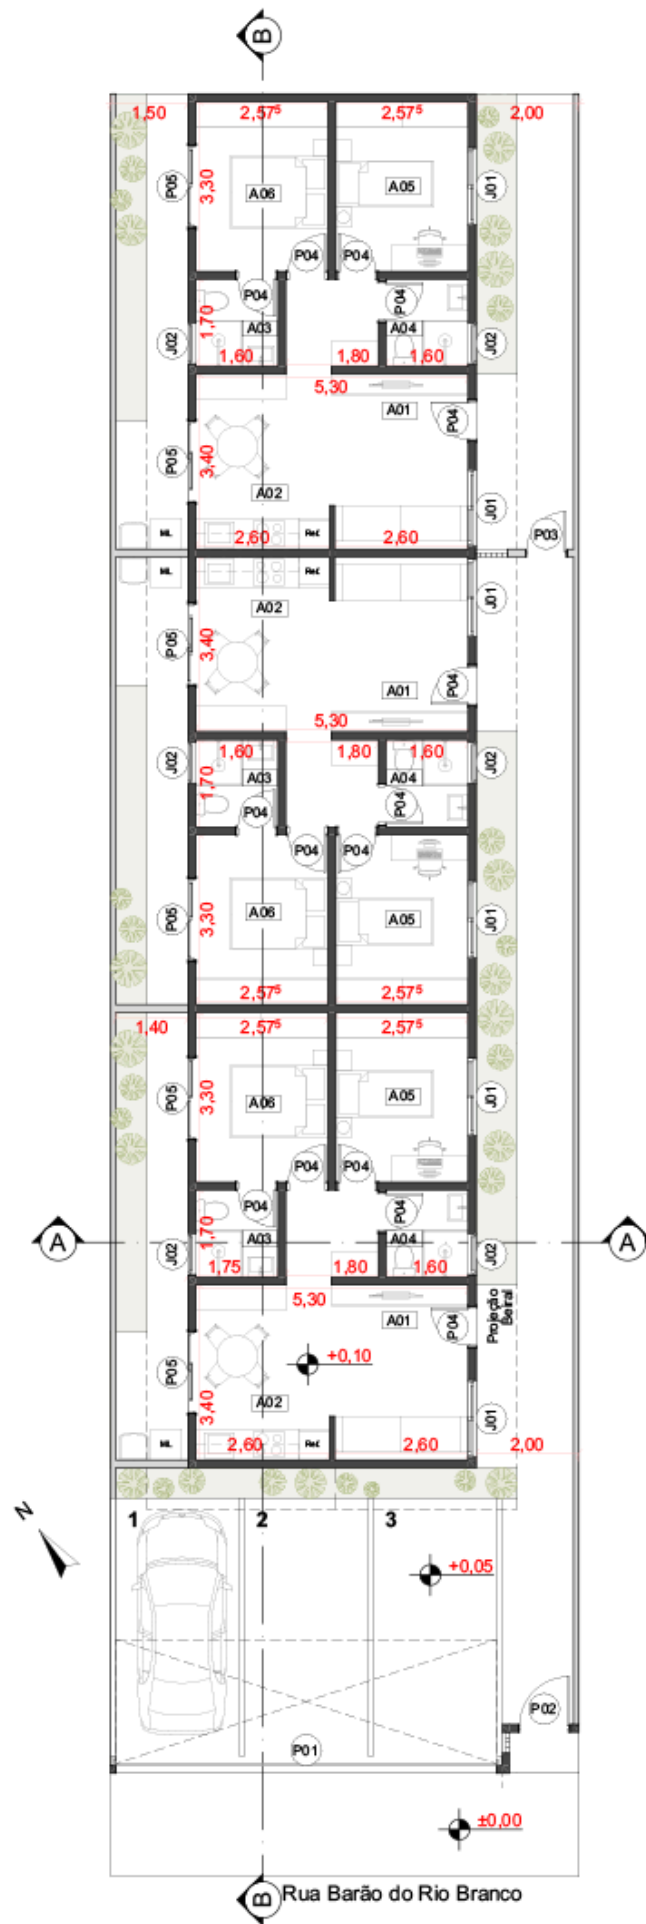 B
1,50 2,57⁵ 2,57⁵ 2,00
P05 3,30 A06 A05 J01
P04 P04
P04 P04
J02 1,70 A03 A04 J02
1,60 1,80 1,60
5,30
A01 P04
P05 3,40
A02 J01
ML 2,60 Ref. 2,60 P03
ML Ref.
A02 J01
P05 3,40
A01 P04
5,30
J02 1,60 1,80 1,60 J02
1,70 A03 A04
P04 P04
P04 P04
P05 3,30 A06 A05 J01
2,57⁵ 2,57⁵
1,40 2,57⁵ 2,57⁵
P05 3,30 A06 A05 J01
P04 P04
P04 P04
A J02 1,70 A03 A04 J02 A
1,75 1,80 1,60
5,30
A01 P04 Projeção
Beiral
+0,10
P05 3,40
A02 J01
ML 2,60 Ref. 2,60 2,00
N 1 2 3
+0,05
P02
P01
±0,00
B Rua Barão do Rio Branco